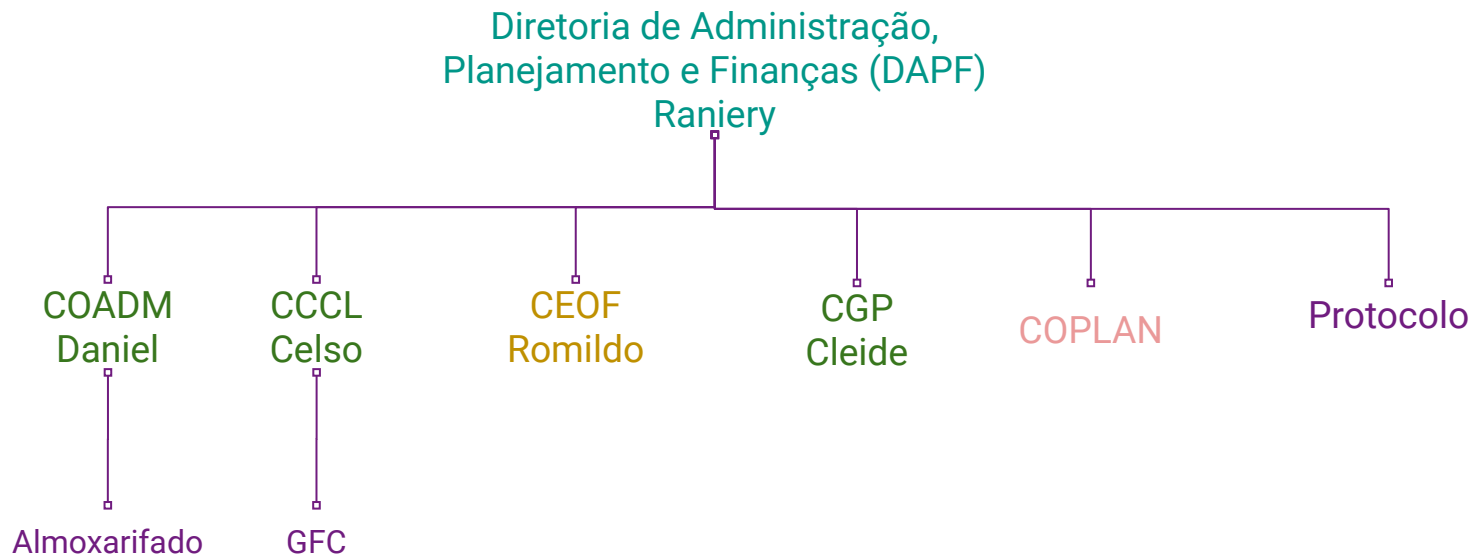 Diretoria de Administração,
Planejamento e Finanças (DAPF)
Raniery
COADM
Daniel
CCCL
Celso
CEOF
Romildo
CGP
Cleide
COPLAN
Protocolo
Almoxarifado
GFC